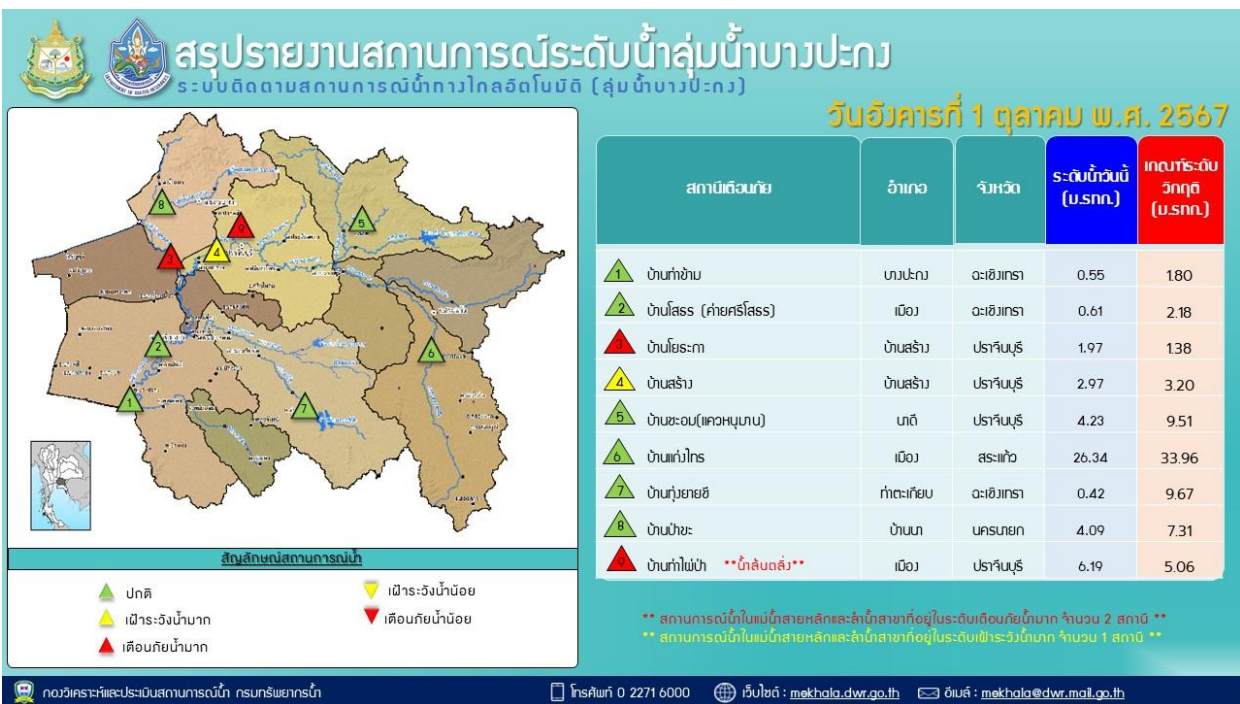 สรุปรายงานสถานการณ์ระดับน้ำลุ่มน้ำบางปะกง
ระบบติดตามสถานการณ์น้ำทางไกลอัตโนมัติ (ลุ่มน้ำบางปะกง)
วันอังคารที่ 1 ตุลาคม พ.ศ. 2567
สถานีเตือนภัย อำเภอ จังหวัด ระดับน้ำวันนี้ (ม.รทก.) เกณฑ์ระดับวิกฤติ (ม.รทก.)
1 บ้านท่าข้าม บางปะกง ฉะเชิงเทรา 0.55 1.80
2 บ้านโสธร (ค่ายศรีโสธร) เมือง ฉะเชิงเทรา 0.61 2.18
3 บ้านโยธะกา บ้านสร้าง ปราจีนบุรี 1.97 1.38
4 บ้านสร้าง บ้านสร้าง ปราจีนบุรี 2.97 3.20
5 บ้านขะอม(แควหนุมาน) นาดี ปราจีนบุรี 4.23 9.51
6 บ้านแก่งไทร เมือง สระแก้ว 26.34 33.96
7 บ้านทุ่งยายชี ท่าตะเกียบ ฉะเชิงเทรา 0.42 9.67
8 บ้านป่าขะ บ้านนา นครนายก 4.09 7.31
9 บ้านท่าไผ่ป่า **น้ำล้นตลิ่ง** เมือง ปราจีนบุรี 6.19 5.06
** สถานการณ์น้ำในแม่น้ำสายหลักและลำน้ำสาขาที่อยู่ในระดับเตือนภัยน้ำมาก จำนวน 2 สถานี **
** สถานการณ์น้ำในแม่น้ำสายหลักและลำน้ำสาขาที่อยู่ในระดับเฝ้าระวังน้ำมาก จำนวน 1 สถานี **
8
9
5
4
3
2
6
1
7
สัญลักษณ์สถานการณ์น้ำ
ปกติ
เฝ้าระวังน้ำมาก
เตือนภัยน้ำมาก
เฝ้าระวังน้ำน้อย
เตือนภัยน้ำน้อย
กองวิเคราะห์และประเมินสถานการณ์น้ำ กรมทรัพยากรน้ำ
โทรศัพท์ 0 2271 6000
เว็บไซต์ : mekhala.dwr.go.th
อีเมล์ : mekhala@dwr.mail.go.th